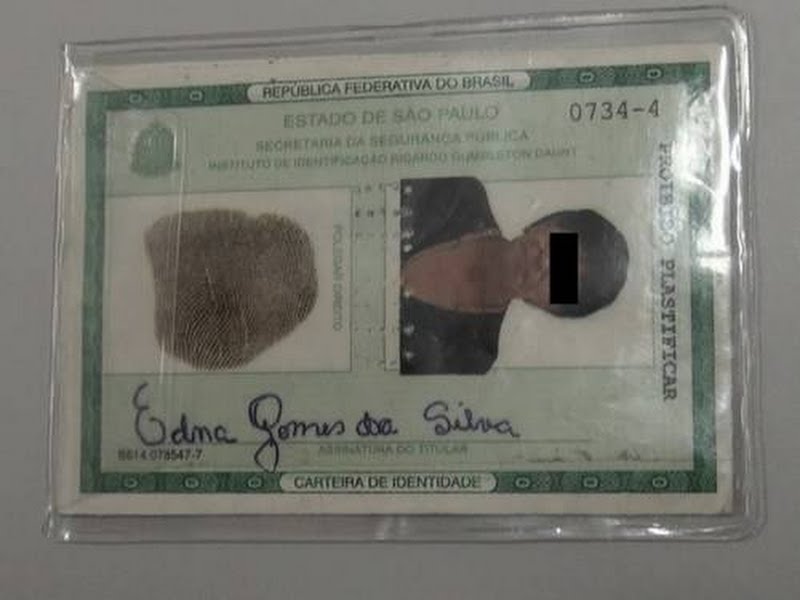 REPÚBLICA FEDERATIVA DO BRASIL
ESTADO DE SÃO PAULO
0734-4
SECRETARIA DA SEGURANÇA PÚBLICA
INSTITUTO DE IDENTIFICAÇÃO RICARDO GUMBLETON DAUNT
POLEGAR DIREITO
PROIBIDO PLASTIFICAR
Edna Gomes da Silva
ASSINATURA DO TITULAR
CARTEIRA DE IDENTIDADE